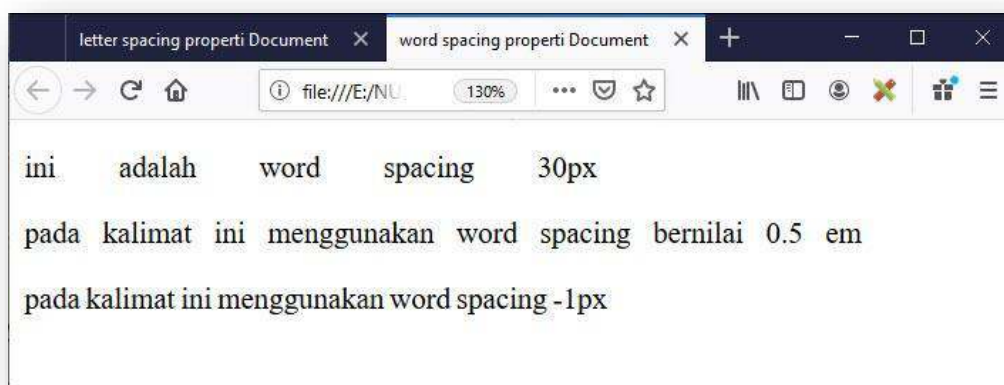 letter spacing properti Document
word spacing properti Document
file:///E:/NU
130%
ini adalah word spacing 30px
pada kalimat ini menggunakan word spacing bernilai 0.5 em
pada kalimat ini menggunakan word spacing -1px